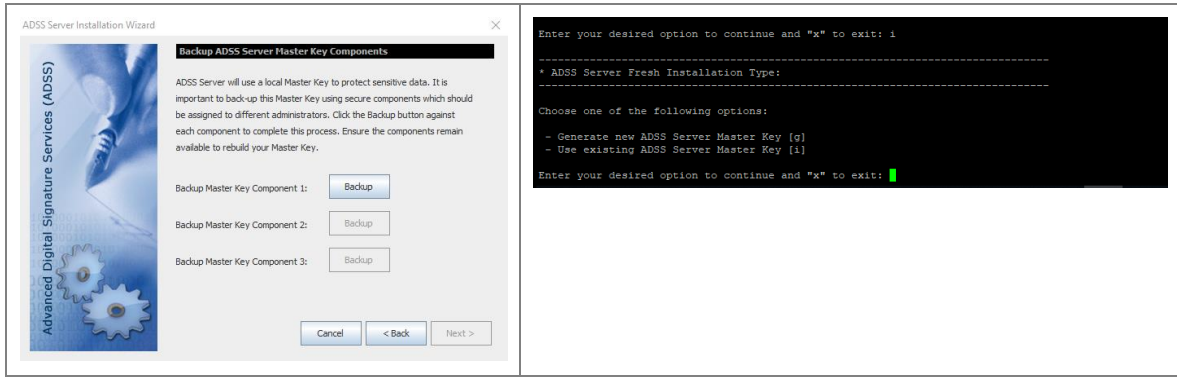 ADSS Server Installation Wizard
Advanced Digital Signature Services (ADSS)
Backup ADSS Server Master Key Components
ADSS Server will use a local Master Key to protect sensitive data. It is
important to back-up this Master Key using secure components which should
be assigned to different administrators. Click the Backup button against
each component to complete this process. Ensure the components remain
available to rebuild your Master Key.
Backup Master Key Component 1: Backup
Backup Master Key Component 2: Backup
Backup Master Key Component 3: Backup
Cancel < Back Next >
Enter your desired option to continue and "x" to exit: i
--------------------------------------------------------------------------------
* ADSS Server Fresh Installation Type:
--------------------------------------------------------------------------------
Choose one of the following options:
- Generate new ADSS Server Master Key [g]
- Use existing ADSS Server Master Key [i]
Enter your desired option to continue and "x" to exit: